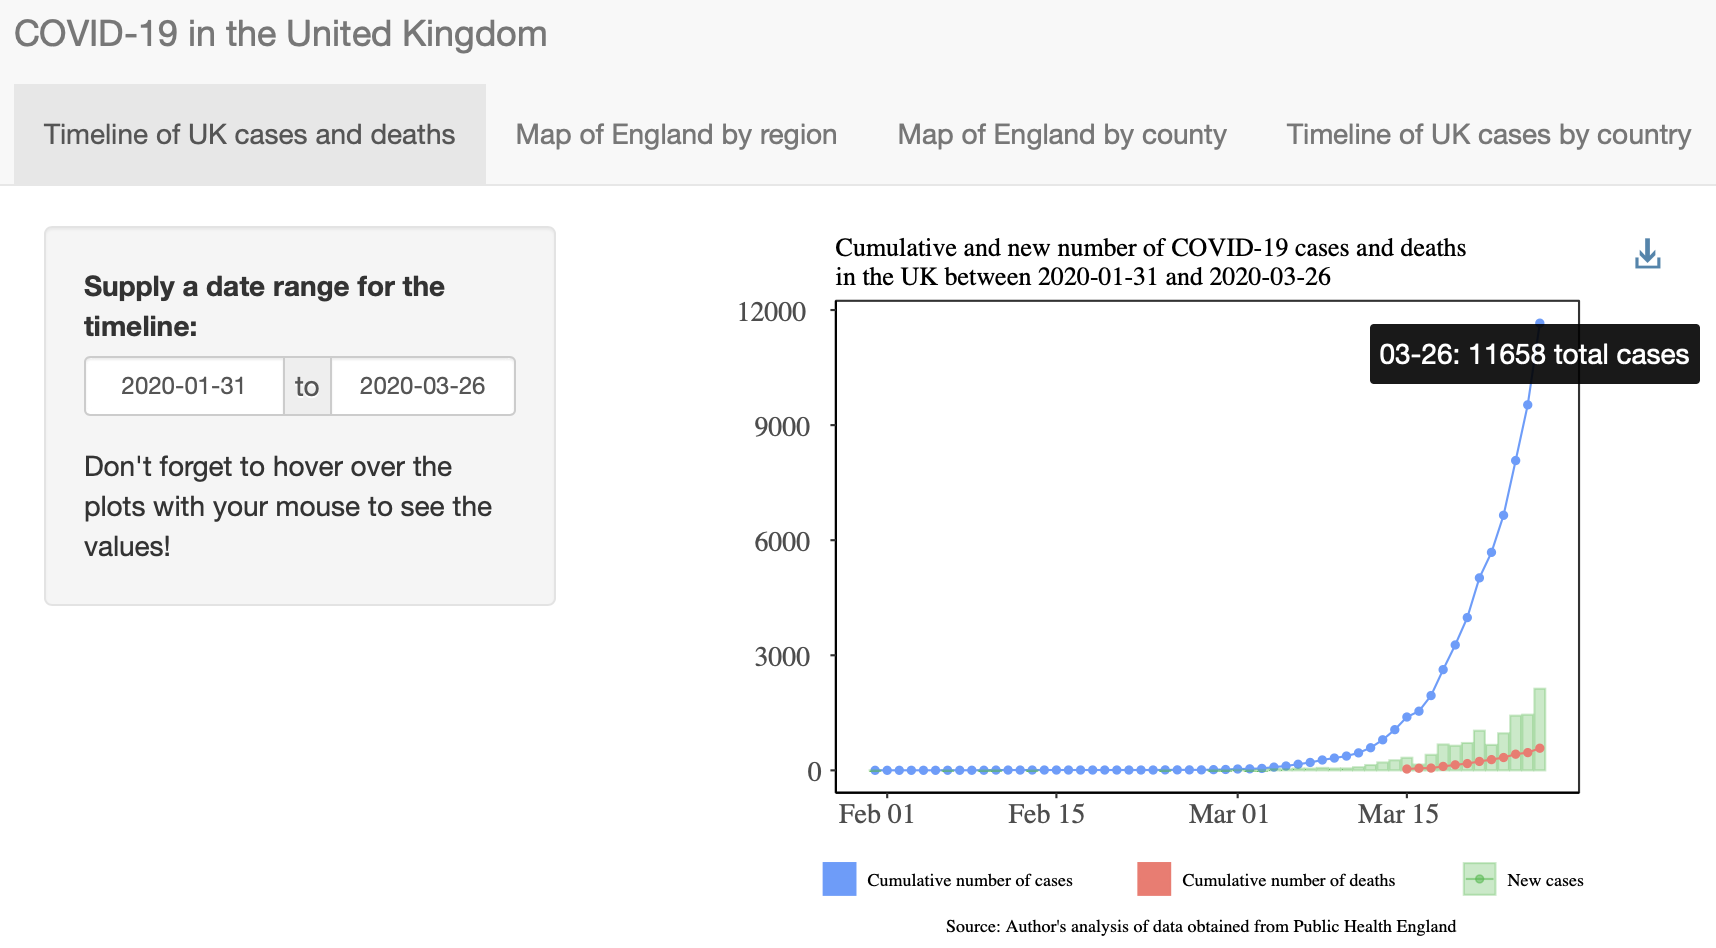 COVID-19 in the United Kingdom
Timeline of UK cases and deaths
Map of England by region
Map of England by county
Timeline of UK cases by country
Supply a date range for the
timeline:
2020-01-31 to 2020-03-26
Don't forget to hover over the
plots with your mouse to see the
values!
Cumulative and new number of COVID-19 cases and deaths
in the UK between 2020-01-31 and 2020-03-26
12000
03-26: 11658 total cases
9000
6000
3000
0
Feb 01 Feb 15 Mar 01 Mar 15
Cumulative number of cases Cumulative number of deaths New cases
Source: Author's analysis of data obtained from Public Health England